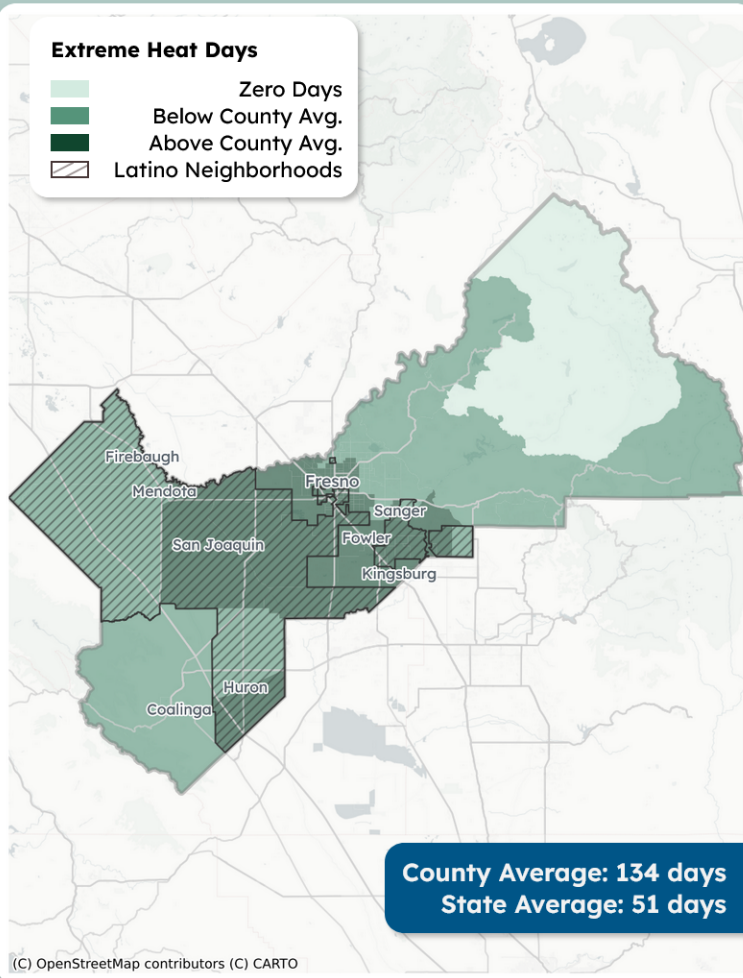 Extreme Heat Days
Zero Days
Below County Avg.
Above County Avg.
Latino Neighborhoods
Firebaugh
Mendota
Fresno
Sanger
San Joaquin
Fowler
Kingsburg
Huron
Coalinga
County Average: 134 days
State Average: 51 days
(C) OpenStreetMap contributors (C) CARTO